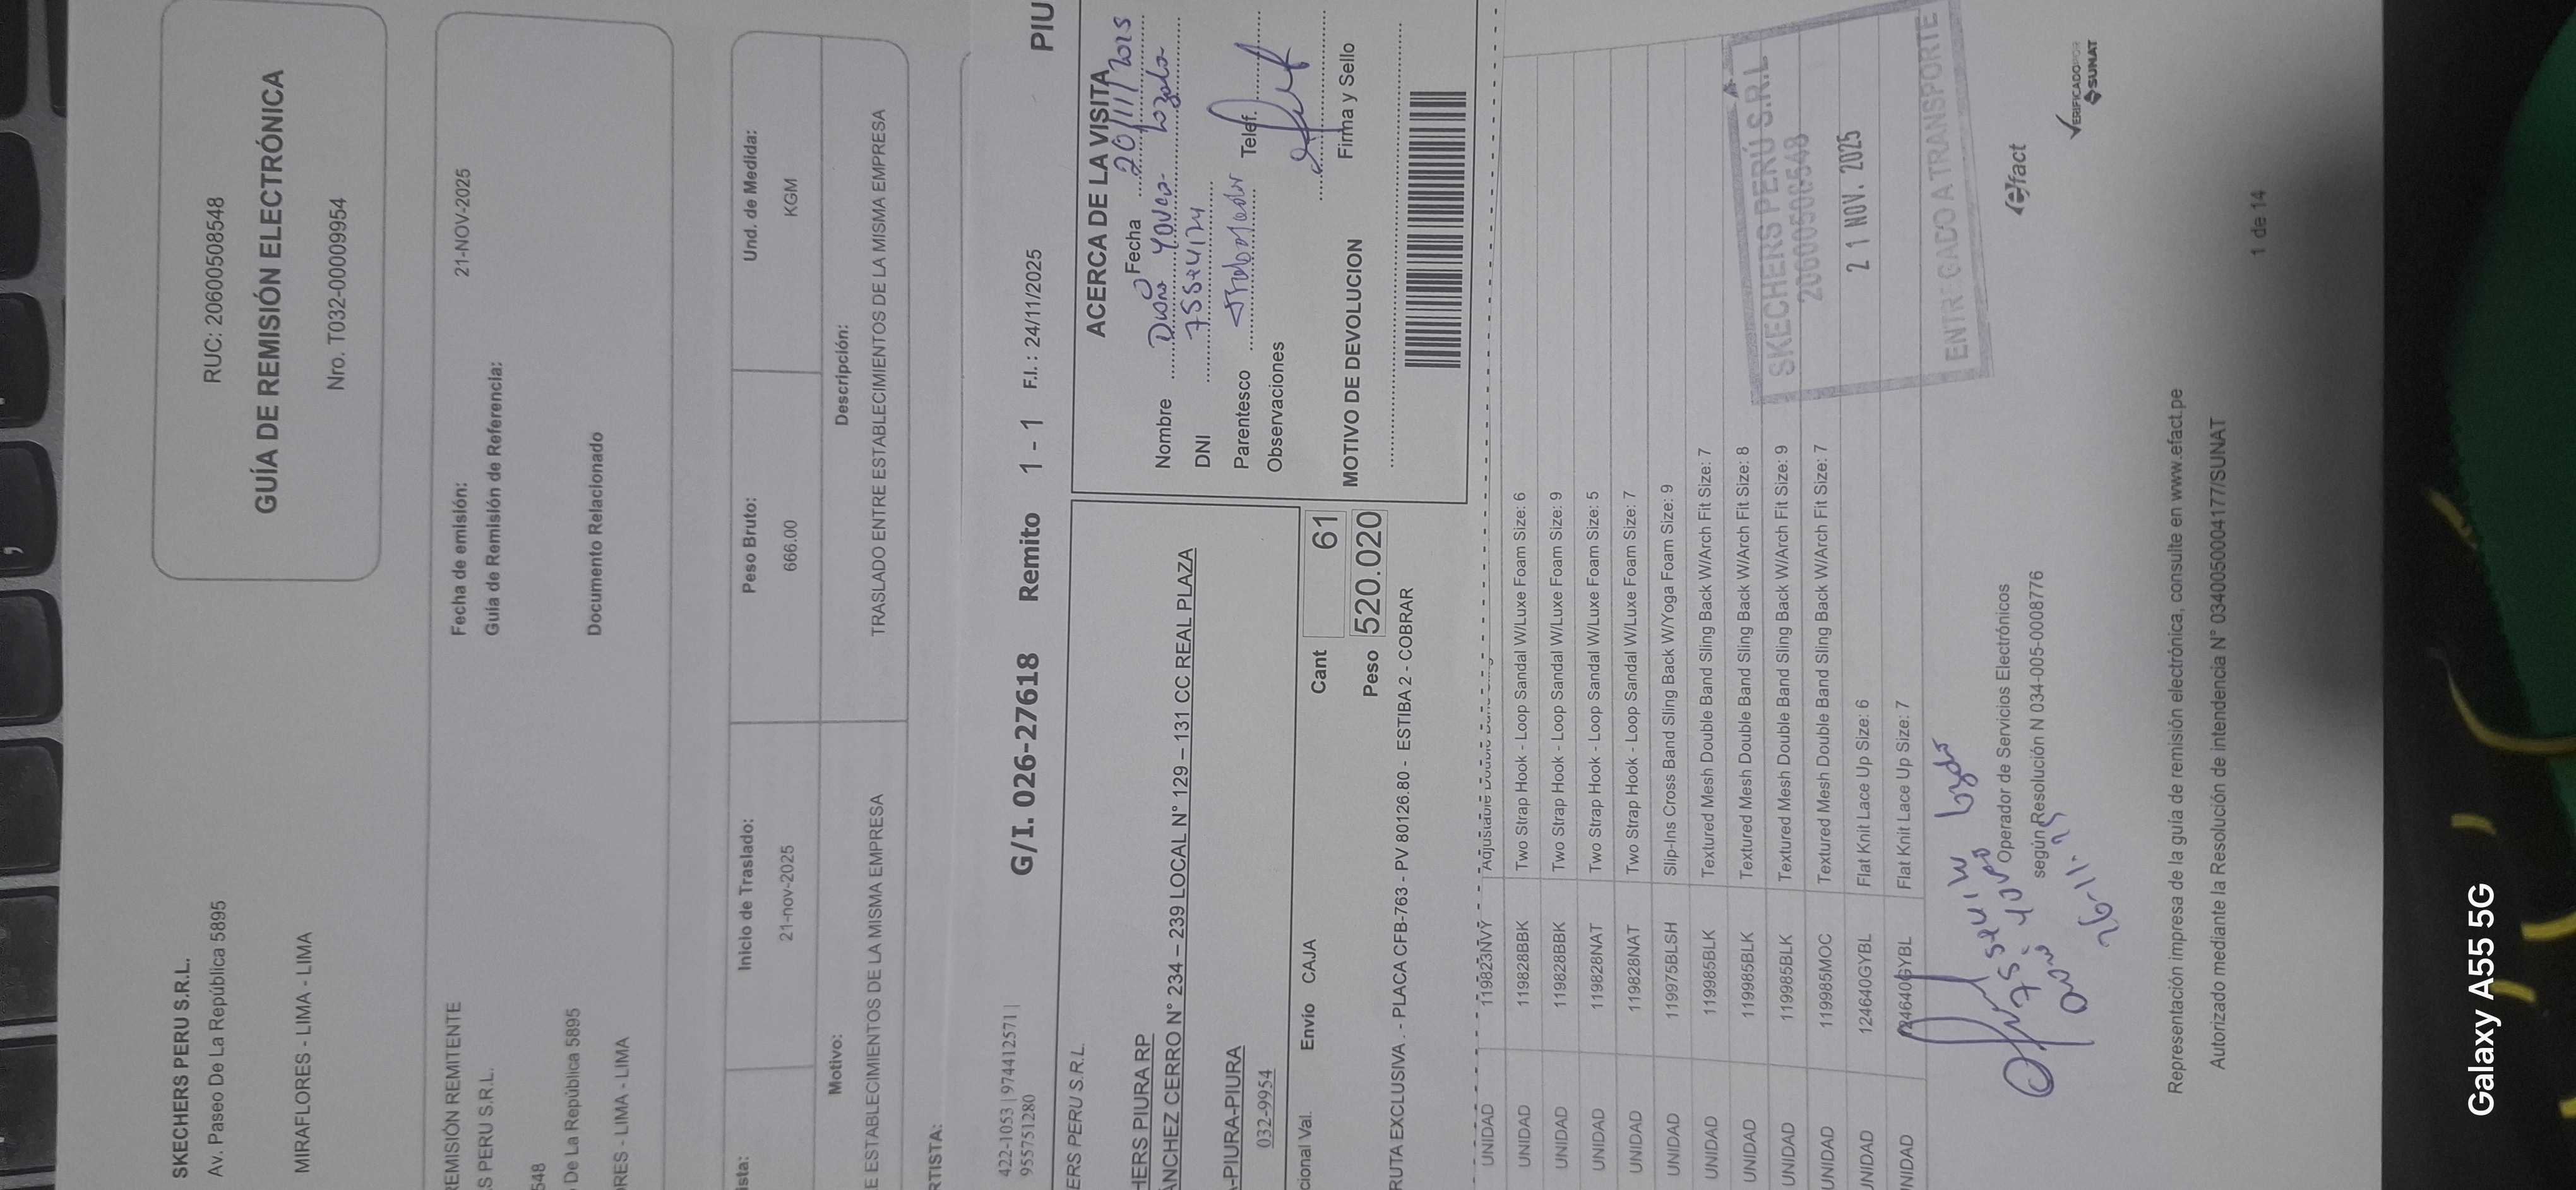 RUC: 20600508548
GUÍA DE REMISIÓN ELECTRÓNICA
Nro. T032-00009954
SKECHERS PERU S.R.L.
Av. Paseo De La República 5895
MIRAFLORES - LIMA - LIMA
EMISIÓN REMITENTE
S PERU S.R.L.
548
De La República 5895
RES - LIMA - LIMA
Fecha de emisión: 21-NOV-2025
Guía de Remisión de Referencia:
Documento Relacionado
ista: Inicio de Traslado: Peso Bruto: Und. de Medida:
21-nov-2025 666.00 KGM
Motivo: Descripción:
E ESTABLECIMIENTOS DE LA MISMA EMPRESA TRASLADO ENTRE ESTABLECIMIENTOS DE LA MISMA EMPRESA
RTISTA:
422-1053 | 974412571 |
955751280
G/I. 026-27618 Remito 1 - 1 F.I. : 24/11/2025 PIU
ERS PERU S.R.L.
HERS PIURA RP
ANCHEZ CERRO N° 234 – 239 LOCAL N° 129 – 131 CC REAL PLAZA
-PIURA-PIURA
032-9954
cional Val. Envio CAJA Cant 61
Peso 520.020
RUTA EXCLUSIVA . - PLACA CFB-763 - PV 80126.80 - ESTIBA 2 - COBRAR
ACERCA DE LA VISITA
Fecha 20/11/2025
Nombre
DNI
Parentesco Telef.
Observaciones
Firma y Sello
MOTIVO DE DEVOLUCION
UNIDAD 119823NVY
UNIDAD 119828BBK Two Strap Hook - Loop Sandal W/Luxe Foam Size: 6
UNIDAD 119828BBK Two Strap Hook - Loop Sandal W/Luxe Foam Size: 9
UNIDAD 119828NAT Two Strap Hook - Loop Sandal W/Luxe Foam Size: 5
UNIDAD 119828NAT Two Strap Hook - Loop Sandal W/Luxe Foam Size: 7
UNIDAD 119975BLSH Slip-Ins Cross Band Sling Back W/Yoga Foam Size: 9
UNIDAD 119985BLK Textured Mesh Double Band Sling Back W/Arch Fit Size: 7
UNIDAD 119985BLK Textured Mesh Double Band Sling Back W/Arch Fit Size: 8
UNIDAD 119985BLK Textured Mesh Double Band Sling Back W/Arch Fit Size: 9
UNIDAD 119985MOC Textured Mesh Double Band Sling Back W/Arch Fit Size: 7
UNIDAD 124640GYBL Flat Knit Lace Up Size: 6
UNIDAD 124640GYBL Flat Knit Lace Up Size: 7
SKECHERS PERÚ S.R.L
20600508548
21 NOV. 2025
ENTREGADO A TRANSPORTE
Operador de Servicios Electrónicos
según Resolución N 034-005-0008776
efact
VERIFICADO POR
SUNAT
Representación impresa de la guía de remisión electrónica, consulte en www.efact.pe
Autorizado mediante la Resolución de intendencia N° 0340050004177/SUNAT
1 de 14
Galaxy A55 5G